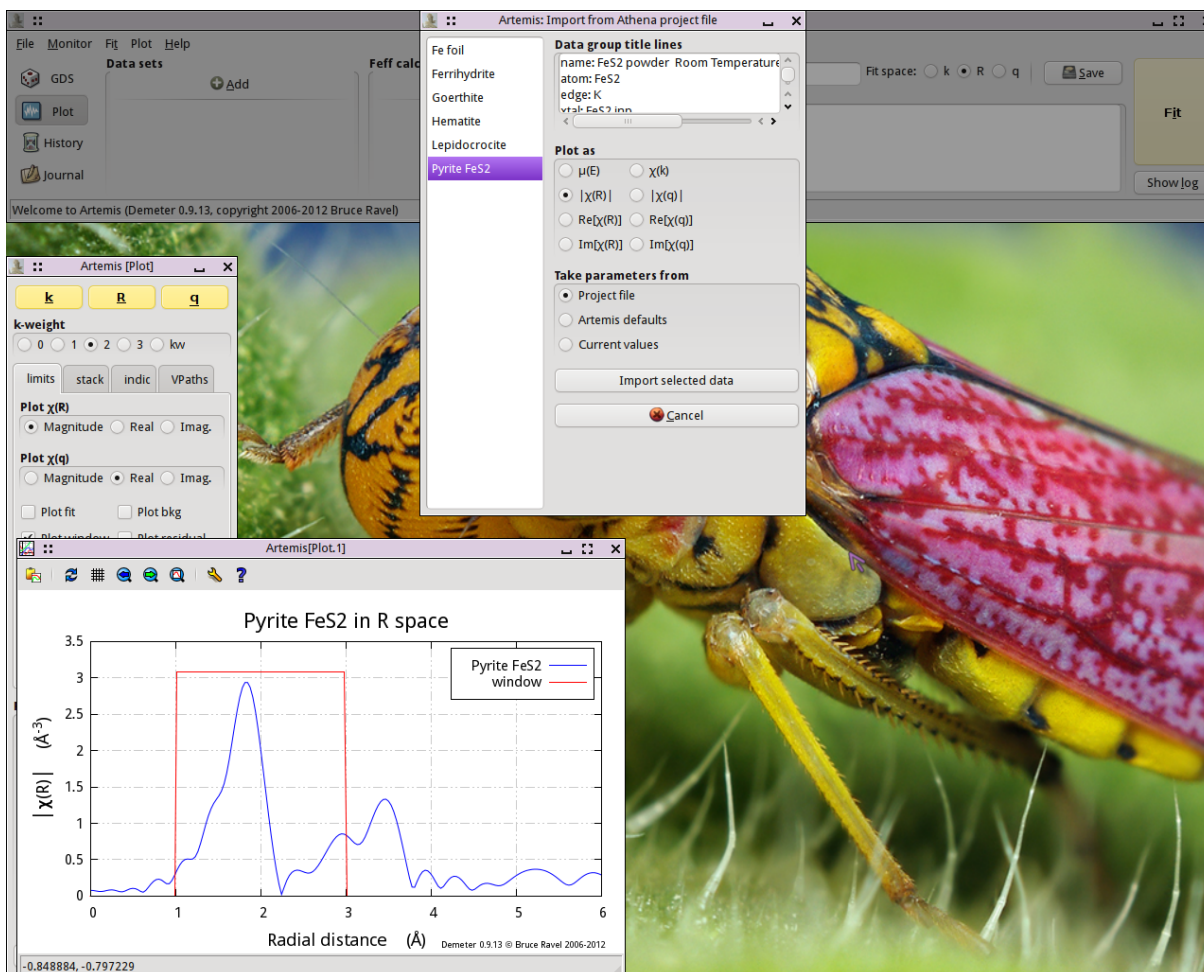 Artemis: Import from Athena project file
File Monitor Fit Plot Help
Data sets
Add
Feff calc
GDS
Plot
History
Journal
Fit space: k R q
Save
Fit
Show log
Welcome to Artemis (Demeter 0.9.13, copyright 2006-2012 Bruce Ravel)
Fe foil
Ferrihydrite
Goerthite
Hematite
Lepidocrocite
Pyrite FeS2
Data group title lines
name: FeS2 powder Room Temperature
atom: FeS2
edge: K
xtal: FeS2.inp
Plot as
μ(E) χ(k)
|χ(R)| |χ(q)|
Re[χ(R)] Re[χ(q)]
Im[χ(R)] Im[χ(q)]
Take parameters from
Project file
Artemis defaults
Current values
Import selected data
Cancel
Artemis [Plot]
k R q
k-weight
0 1 2 3 kw
limits stack indic VPaths
Plot χ(R)
Magnitude Real Imag.
Plot χ(q)
Magnitude Real Imag.
Plot fit Plot bkg
Plot window Plot residual
Artemis[Plot.1]
Pyrite FeS2 in R space
Pyrite FeS2
window
|χ(R)| (Å⁻³)
3.5
3
2.5
2
1.5
1
0.5
0
0 1 2 3 4 5 6
Radial distance (Å)
Demeter 0.9.13 © Bruce Ravel 2006-2012
-0.848884, -0.797229